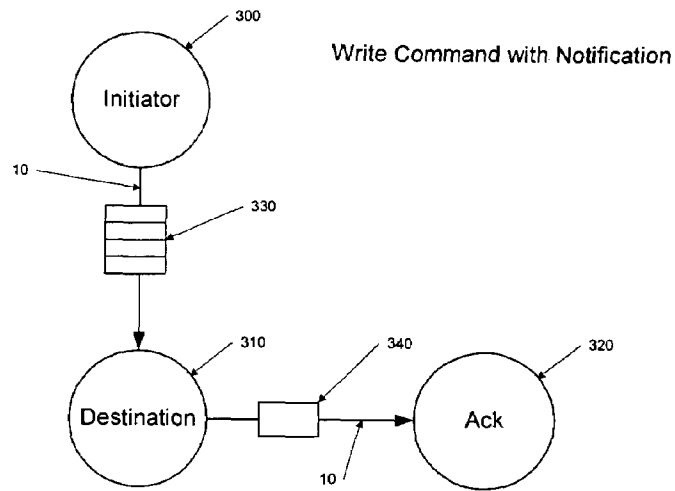 300
Write Command with Notification
Initiator
10
330
310
340
320
Destination
Ack
10